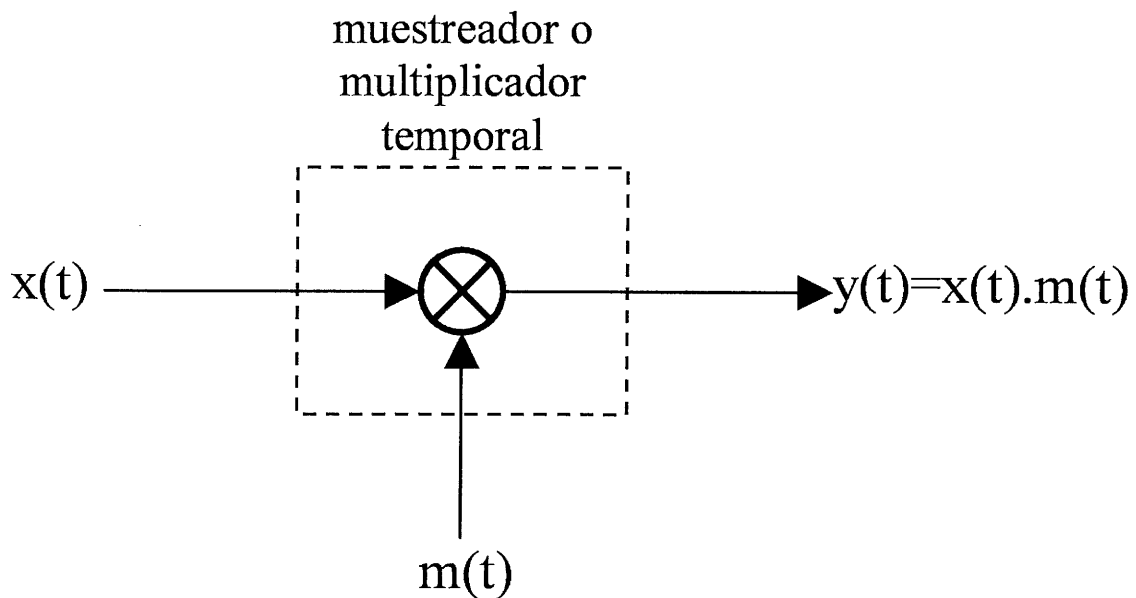 muestreador o
multiplicador
temporal
x(t)
y(t)=x(t).m(t)
m(t)